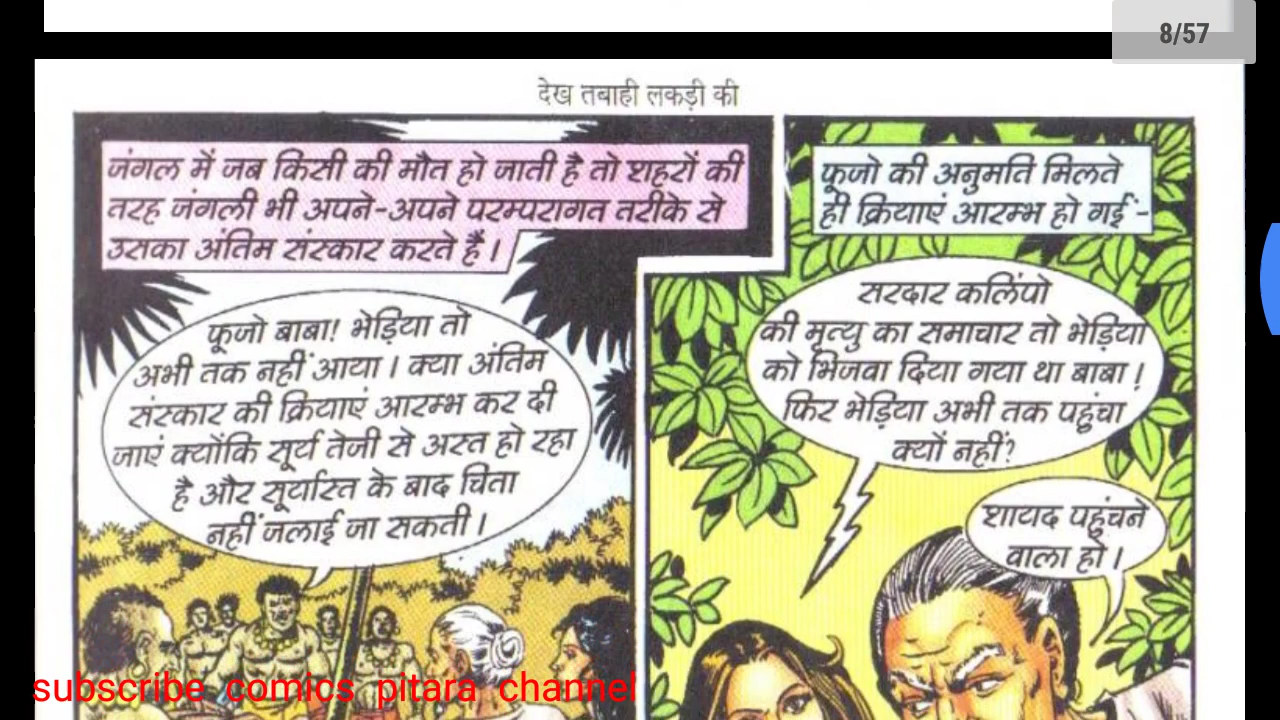 8/57
देख तबाही लकड़ी की
जंगल में जब किसी की मौत हो जाती है तो शहरों की
तरह जंगली भी अपने-अपने परम्परागत तरीके से
उसका अंतिम संस्कार करते हैं।
फूजो बाबा! भेड़िया तो
अभी तक नहीं आया। क्या अंतिम
संस्कार की क्रियाएं आरम्भ कर दी
जाएं क्योंकि सूर्य तेजी से अस्त हो रहा
है और सूर्यास्त के बाद चिता
नहीं जलाई जा सकती।
फूजो की अनुमति मिलते
ही क्रियाएं आरम्भ हो गईं-
सरदार कलिंपो
की मृत्यु का समाचार तो भेड़िया
को भिजवा दिया गया था बाबा!
फिर भेड़िया अभी तक पहुंचा
क्यों नहीं?
शायद पहुंचने
वाला हो।
subscribe comics pitara channel